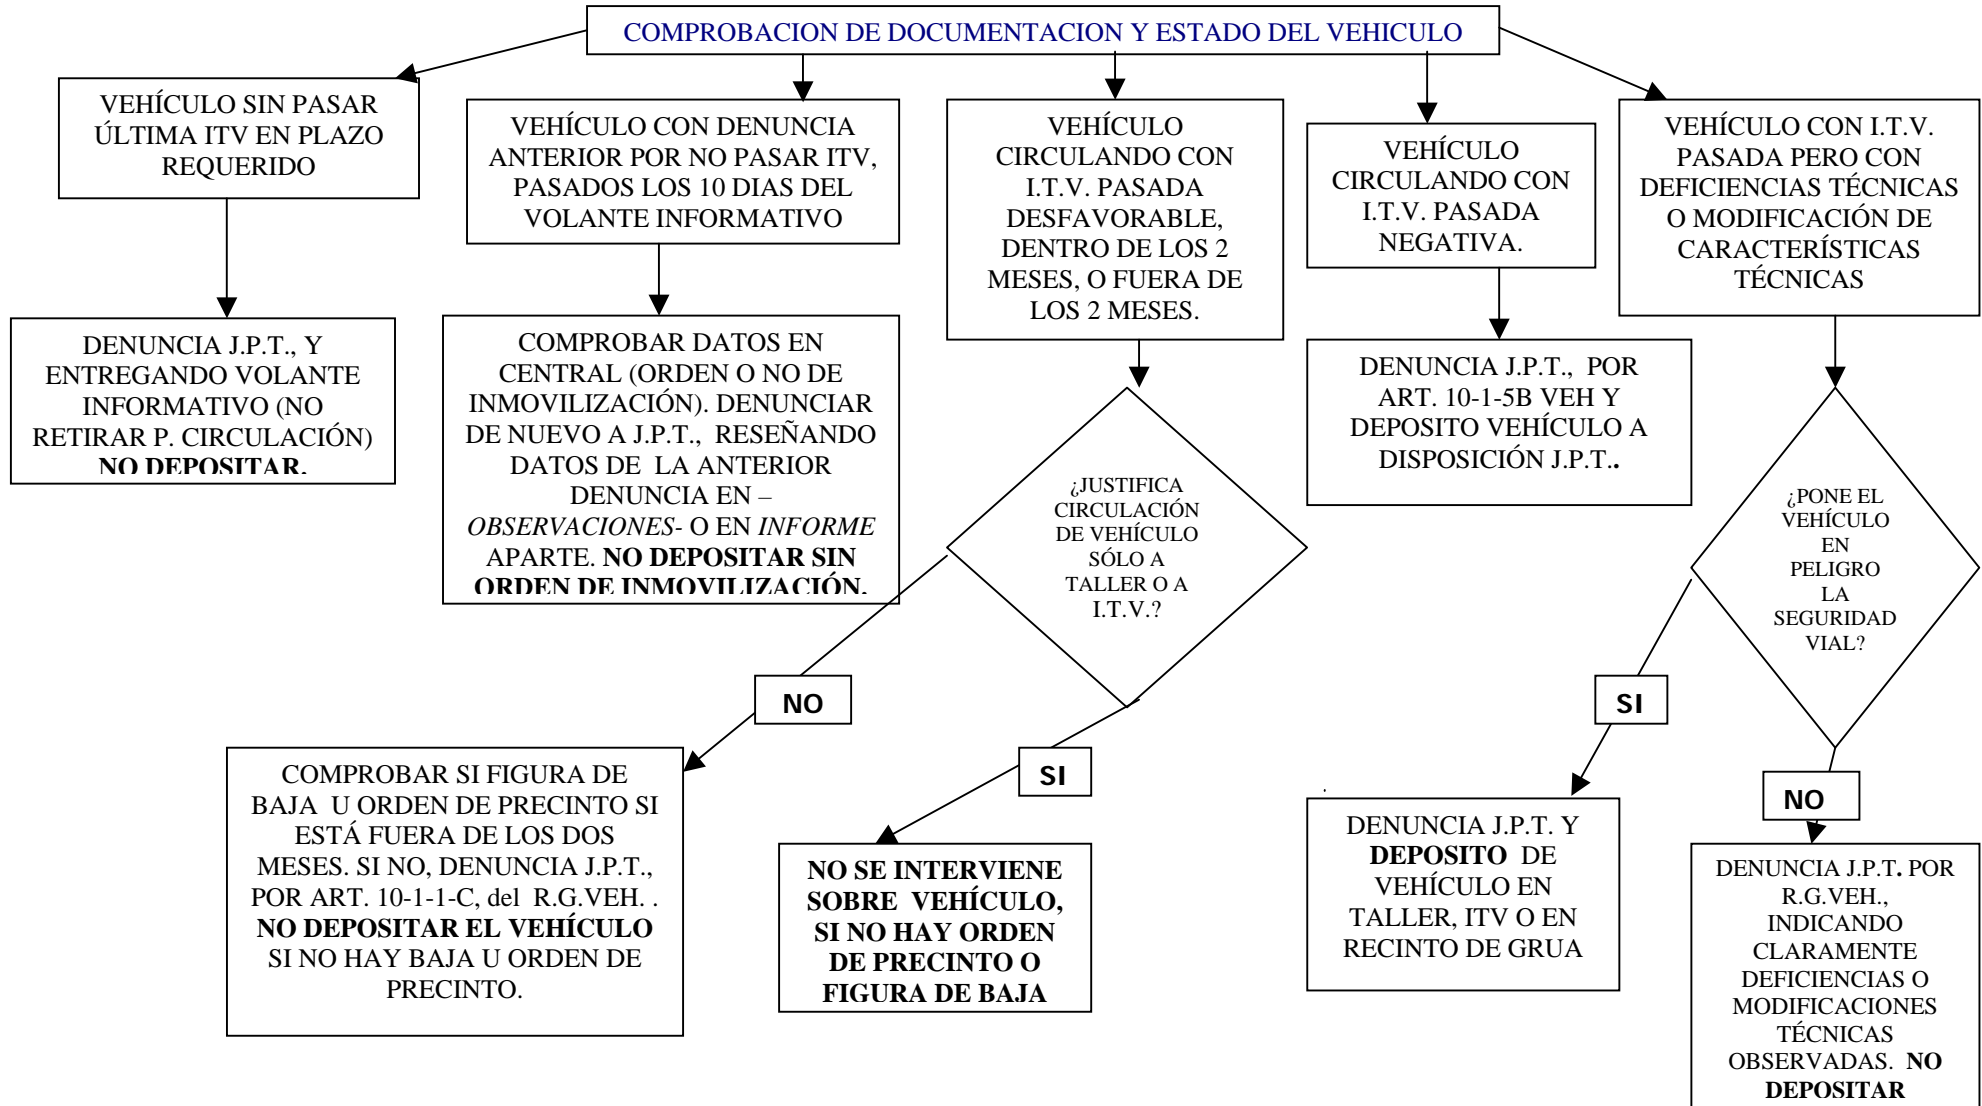 COMPROBACION DE DOCUMENTACION Y ESTADO DEL VEHICULO
VEHÍCULO SIN PASAR
ÚLTIMA ITV EN PLAZO
REQUERIDO
VEHÍCULO CON DENUNCIA
ANTERIOR POR NO PASAR ITV,
PASADOS LOS 10 DIAS DEL
VOLANTE INFORMATIVO
VEHÍCULO
CIRCULANDO CON
I.T.V. PASADA
DESFAVORABLE,
DENTRO DE LOS 2
MESES, O FUERA DE
LOS 2 MESES.
VEHÍCULO
CIRCULANDO CON
I.T.V. PASADA
NEGATIVA.
VEHÍCULO CON I.T.V.
PASADA PERO CON
DEFICIENCIAS TÉCNICAS
O MODIFICACIÓN DE
CARACTERÍSTICAS
TÉCNICAS
DENUNCIA J.P.T., Y
ENTREGANDO VOLANTE
INFORMATIVO (NO
RETIRAR P. CIRCULACIÓN)
NO DEPOSITAR.
COMPROBAR DATOS EN
CENTRAL (ORDEN O NO DE
INMOVILIZACIÓN). DENUNCIAR
DE NUEVO A J.P.T., RESEÑANDO
DATOS DE LA ANTERIOR
DENUNCIA EN –
OBSERVACIONES- O EN INFORME
APARTE. NO DEPOSITAR SIN
ORDEN DE INMOVILIZACIÓN.
¿JUSTIFICA
CIRCULACIÓN
DE VEHÍCULO
SÓLO A
TALLER O A
I.T.V.?
DENUNCIA J.P.T., POR
ART. 10-1-5B VEH Y
DEPOSITO VEHÍCULO A
DISPOSICIÓN J.P.T..
¿PONE EL
VEHÍCULO
EN
PELIGRO
LA
SEGURIDAD
VIAL?
NO
SI
SI
NO
COMPROBAR SI FIGURA DE
BAJA U ORDEN DE PRECINTO SI
ESTÁ FUERA DE LOS DOS
MESES. SI NO, DENUNCIA J.P.T.,
POR ART. 10-1-1-C, del R.G.VEH. .
NO DEPOSITAR EL VEHÍCULO
SI NO HAY BAJA U ORDEN DE
PRECINTO.
NO SE INTERVIENE
SOBRE VEHÍCULO,
SI NO HAY ORDEN
DE PRECINTO O
FIGURA DE BAJA
DENUNCIA J.P.T. Y
DEPOSITO DE
VEHÍCULO EN
TALLER, ITV O EN
RECINTO DE GRUA
DENUNCIA J.P.T. POR
R.G.VEH.,
INDICANDO
CLARAMENTE
DEFICIENCIAS O
MODIFICACIONES
TÉCNICAS
OBSERVADAS. NO
DEPOSITAR